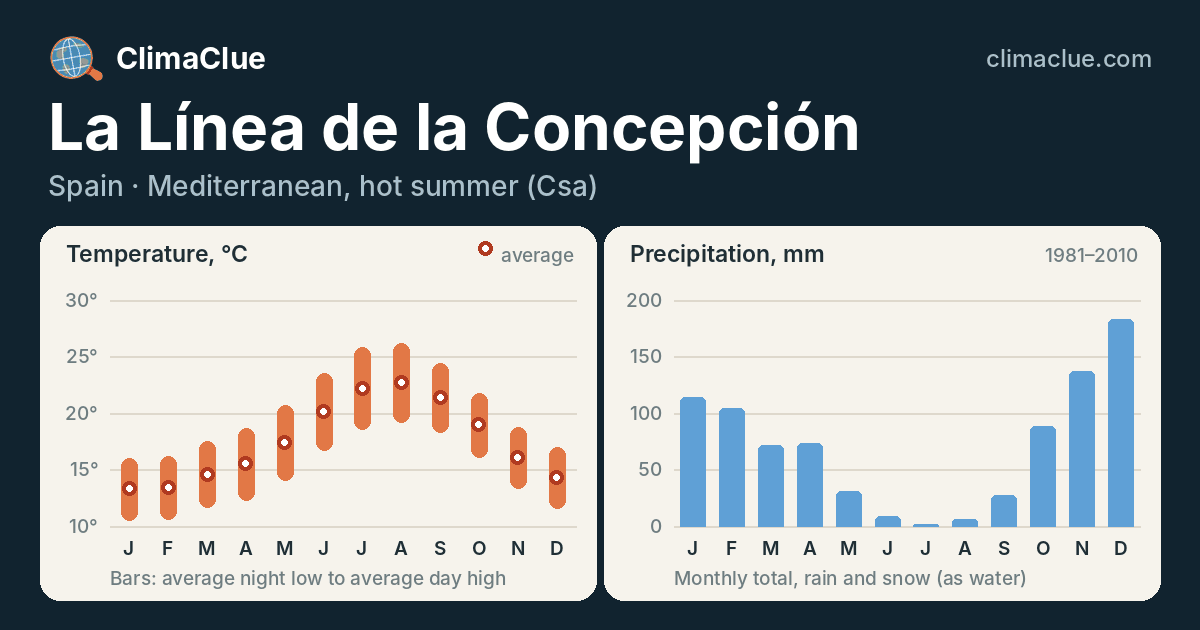 ClimaClue
climaclue.com
La Línea de la Concepción
Spain · Mediterranean, hot summer (Csa)
Temperature, °C
average
30°
25°
20°
15°
10°
J F M A M J J A S O N D
Bars: average night low to average day high
Precipitation, mm
1981–2010
200
150
100
50
0
J F M A M J J A S O N D
Monthly total, rain and snow (as water)